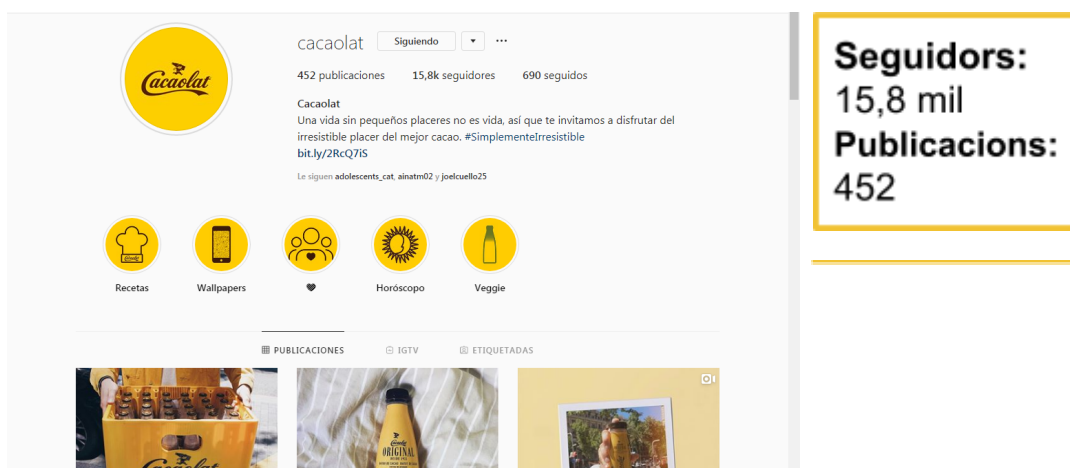 cacaolat Siguiendo
452 publicaciones 15,8k seguidores 690 seguidos
Cacaolat
Cacaolat
Una vida sin pequeños placeres no es vida, así que te invitamos a disfrutar del
irresistible placer del mejor cacao. #SimplementeIrresistible
bit.ly/2RcQ7iS
Le siguen adolescents_cat, ainatm02 y joelcuello25
Recetas Wallpapers Horóscopo Veggie
PUBLICACIONES IGTV ETIQUETADAS
Cacaolat
Cacaolat
ORIGINAL
Seguidors:
15,8 mil
Publicacions:
452